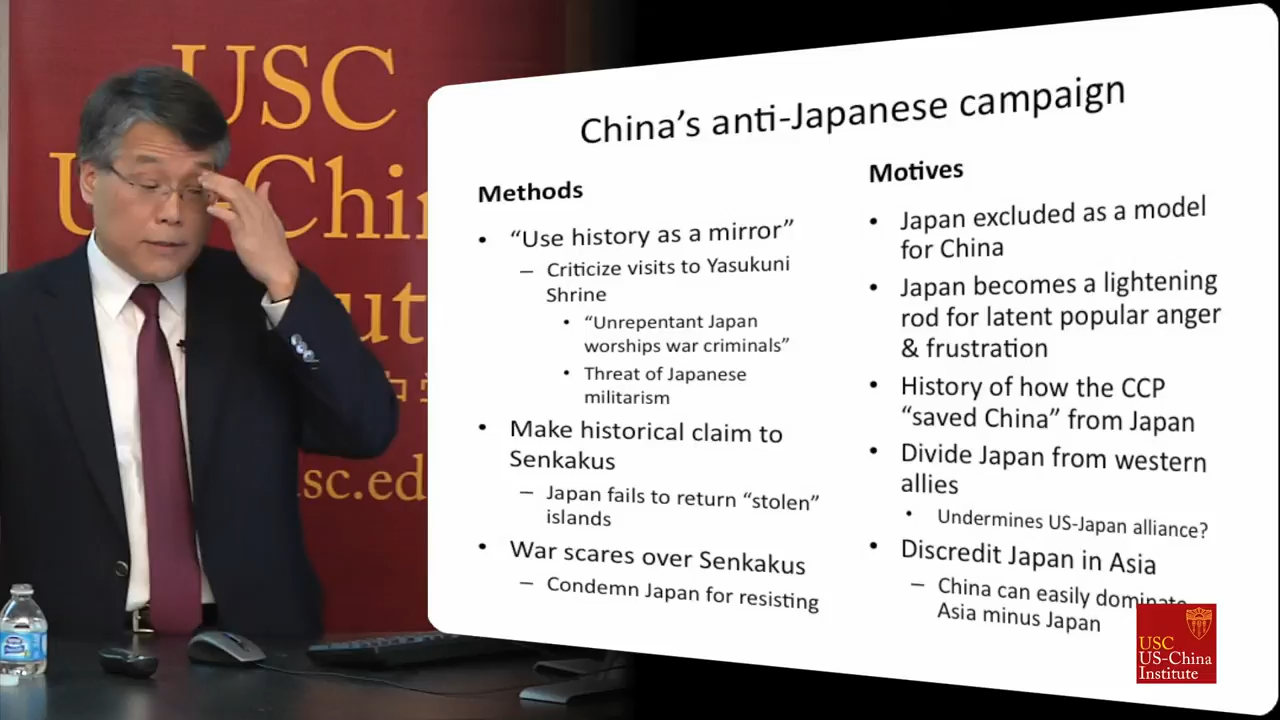 USC
US-Chi
usc.ed
China's anti-Japanese campaign
Methods
• "Use history as a mirror"
– Criticize visits to Yasukuni
Shrine
• "Unrepentant Japan
worships war criminals"
• Threat of Japanese
militarism
• Make historical claim to
Senkakus
– Japan fails to return "stolen"
islands
• War scares over Senkakus
– Condemn Japan for resisting
Motives
• Japan excluded as a model
for China
• Japan becomes a lightening
rod for latent popular anger
& frustration
• History of how the CCP
"saved China" from Japan
• Divide Japan from western
allies
• Undermines US-Japan alliance?
• Discredit Japan in Asia
– China can easily dominate
Asia minus Japan
USC
US-China
Institute